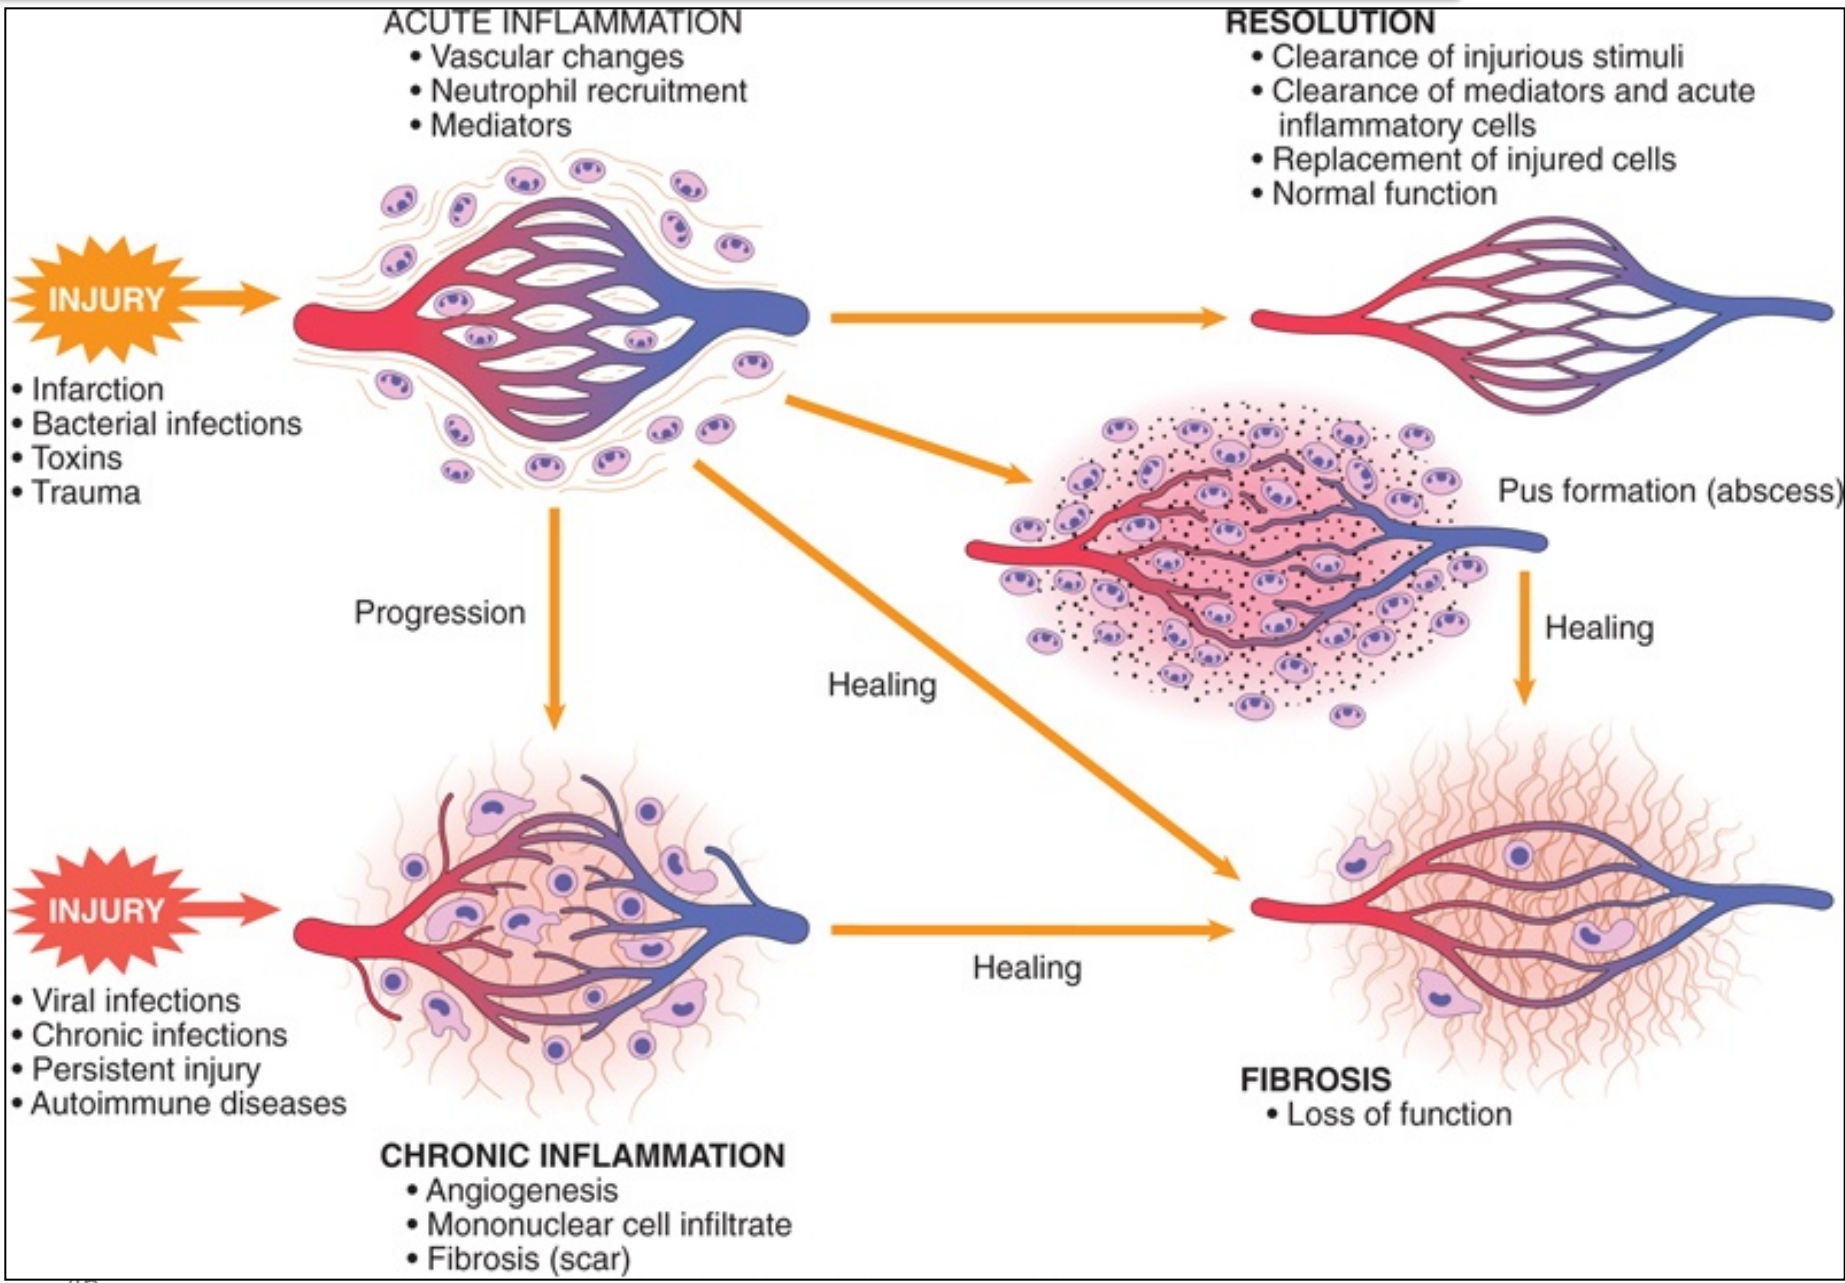 ACUTE INFLAMMATION
• Vascular changes
• Neutrophil recruitment
• Mediators
RESOLUTION
• Clearance of injurious stimuli
• Clearance of mediators and acute
inflammatory cells
• Replacement of injured cells
• Normal function
INJURY
• Infarction
• Bacterial infections
• Toxins
• Trauma
Pus formation (abscess)
Progression
Healing
Healing
INJURY
• Viral infections
• Chronic infections
• Persistent injury
• Autoimmune diseases
Healing
CHRONIC INFLAMMATION
• Angiogenesis
• Mononuclear cell infiltrate
• Fibrosis (scar)
FIBROSIS
• Loss of function